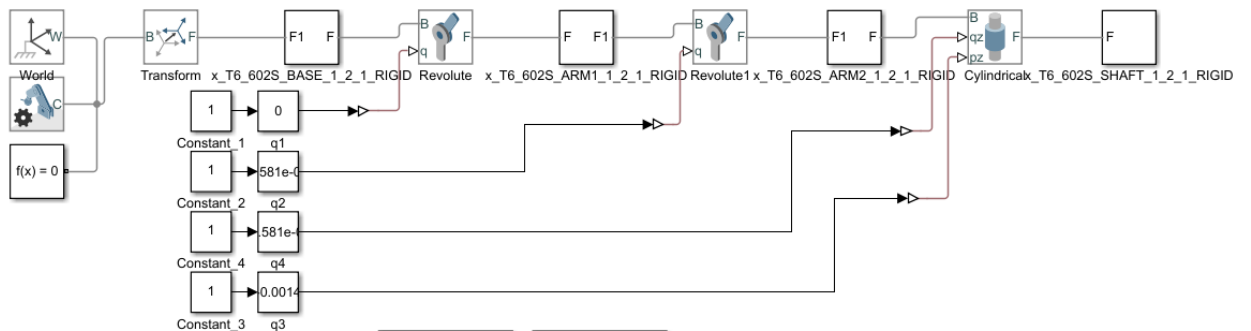 W
B
F
F1
F
B
F
q
F
F1
B
F
q
F1
F
B
qz
F
pz
F
World
Transform
x_T6_602S_BASE_1_2_1_RIGID
Revolute
x_T6_602S_ARM1_1_2_1_RIGID
Revolute1
x_T6_602S_ARM2_1_2_1_RIGID
Cylindrical
x_T6_602S_SHAFT_1_2_1_RIGID
C
1
0
Constant_1
q1
f(x) = 0
1
Constant_2
q2
1
Constant_4
q4
1
-0.0014
Constant_3
q3